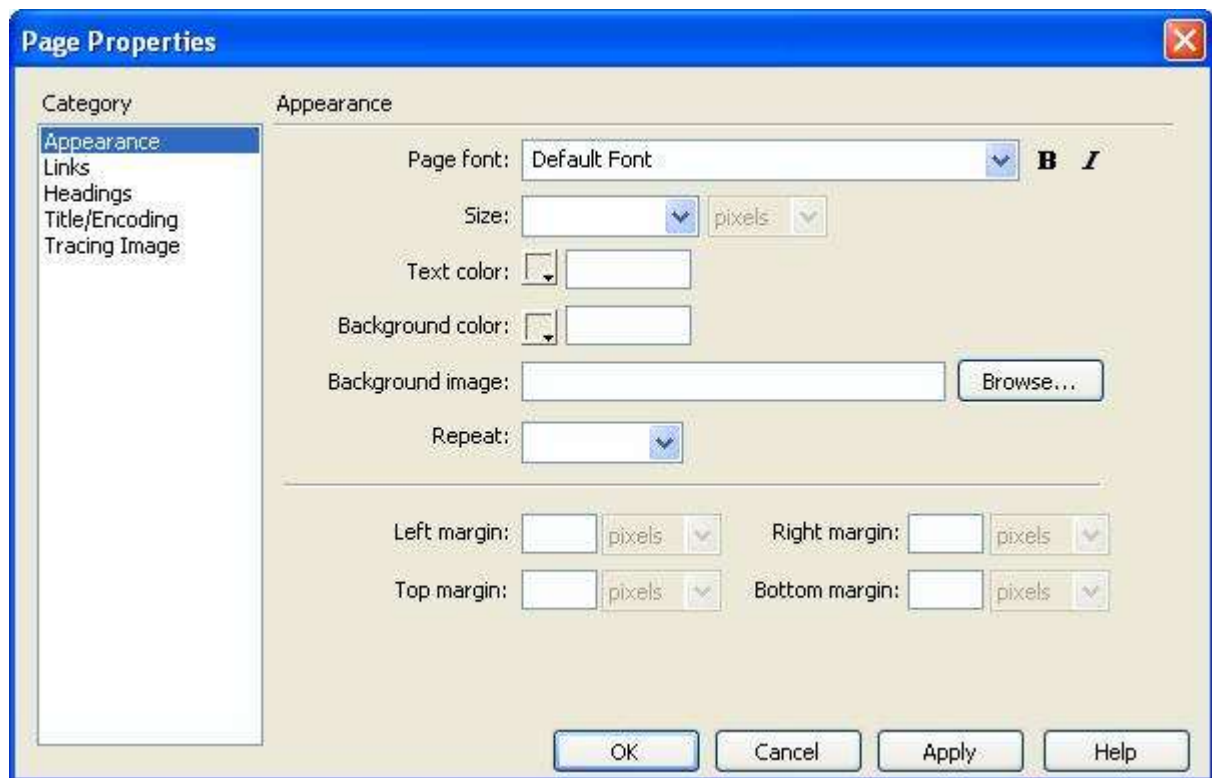 Page Properties
Category
Appearance
Links
Headings
Title/Encoding
Tracing Image
Appearance
Page font: Default Font B I
Size: pixels
Text color:
Background color:
Background image: Browse...
Repeat:
Left margin: pixels Right margin: pixels
Top margin: pixels Bottom margin: pixels
OK Cancel Apply Help